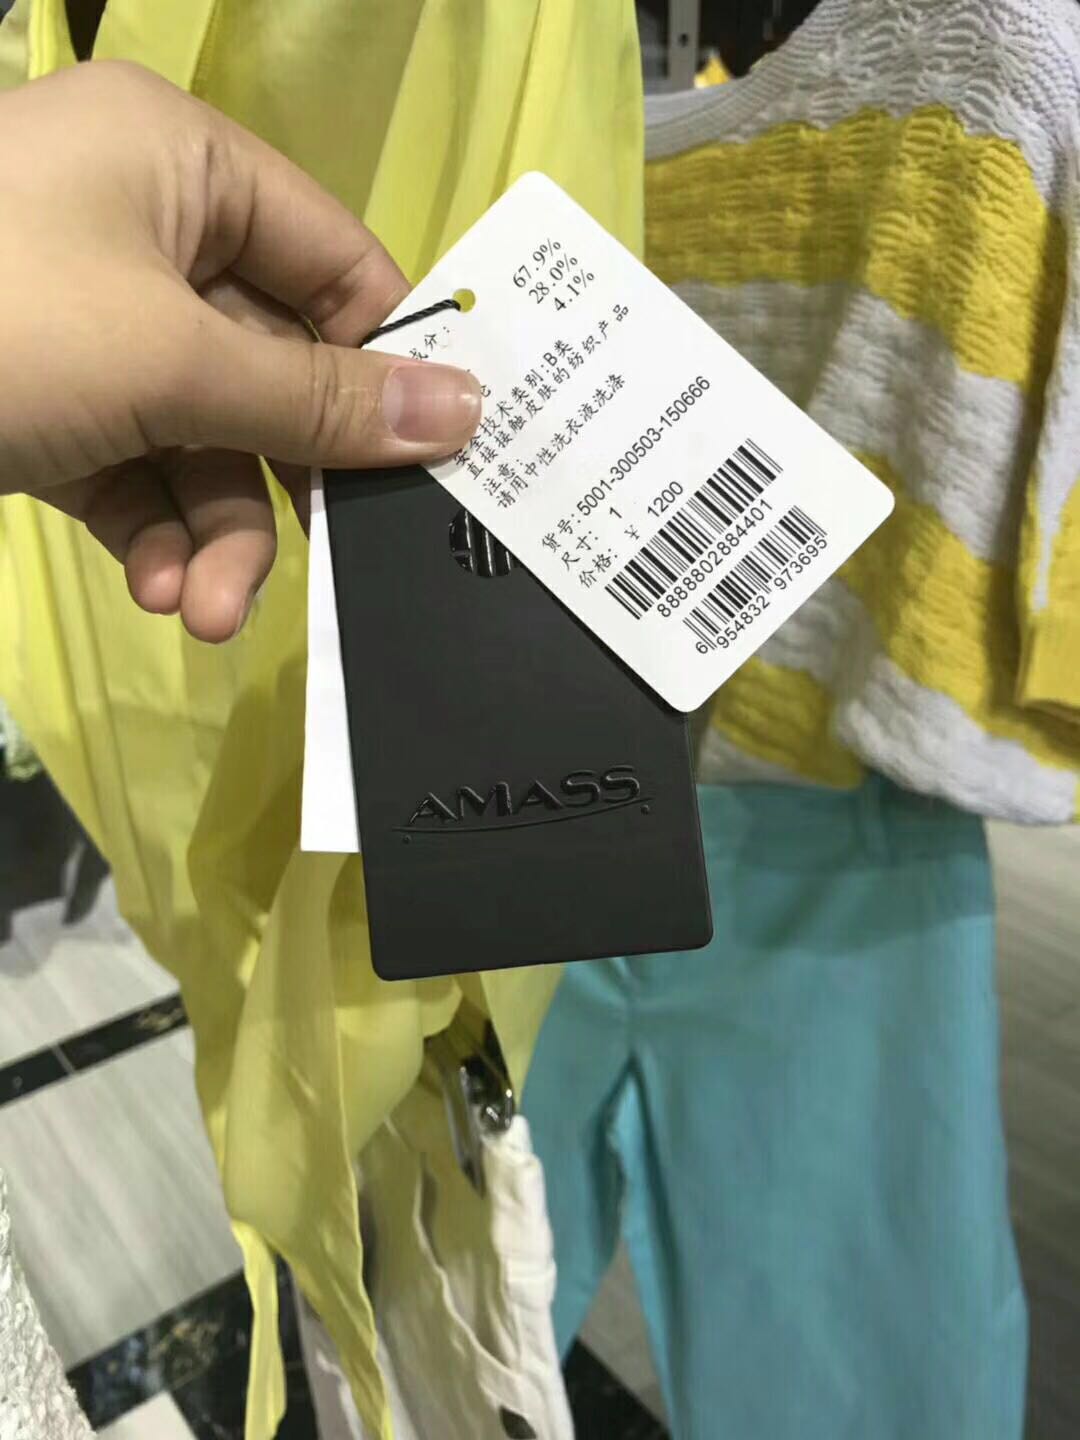 成分:
67.9%
28.0%
4.1%
安全技术类别:B类
直接接触皮肤的纺织产品
注意:
请用中性洗衣液洗涤
货号:5001-300503-150666
尺寸: 1
价格: ¥ 1200
8888802884401
6 954832 973695
AMASS